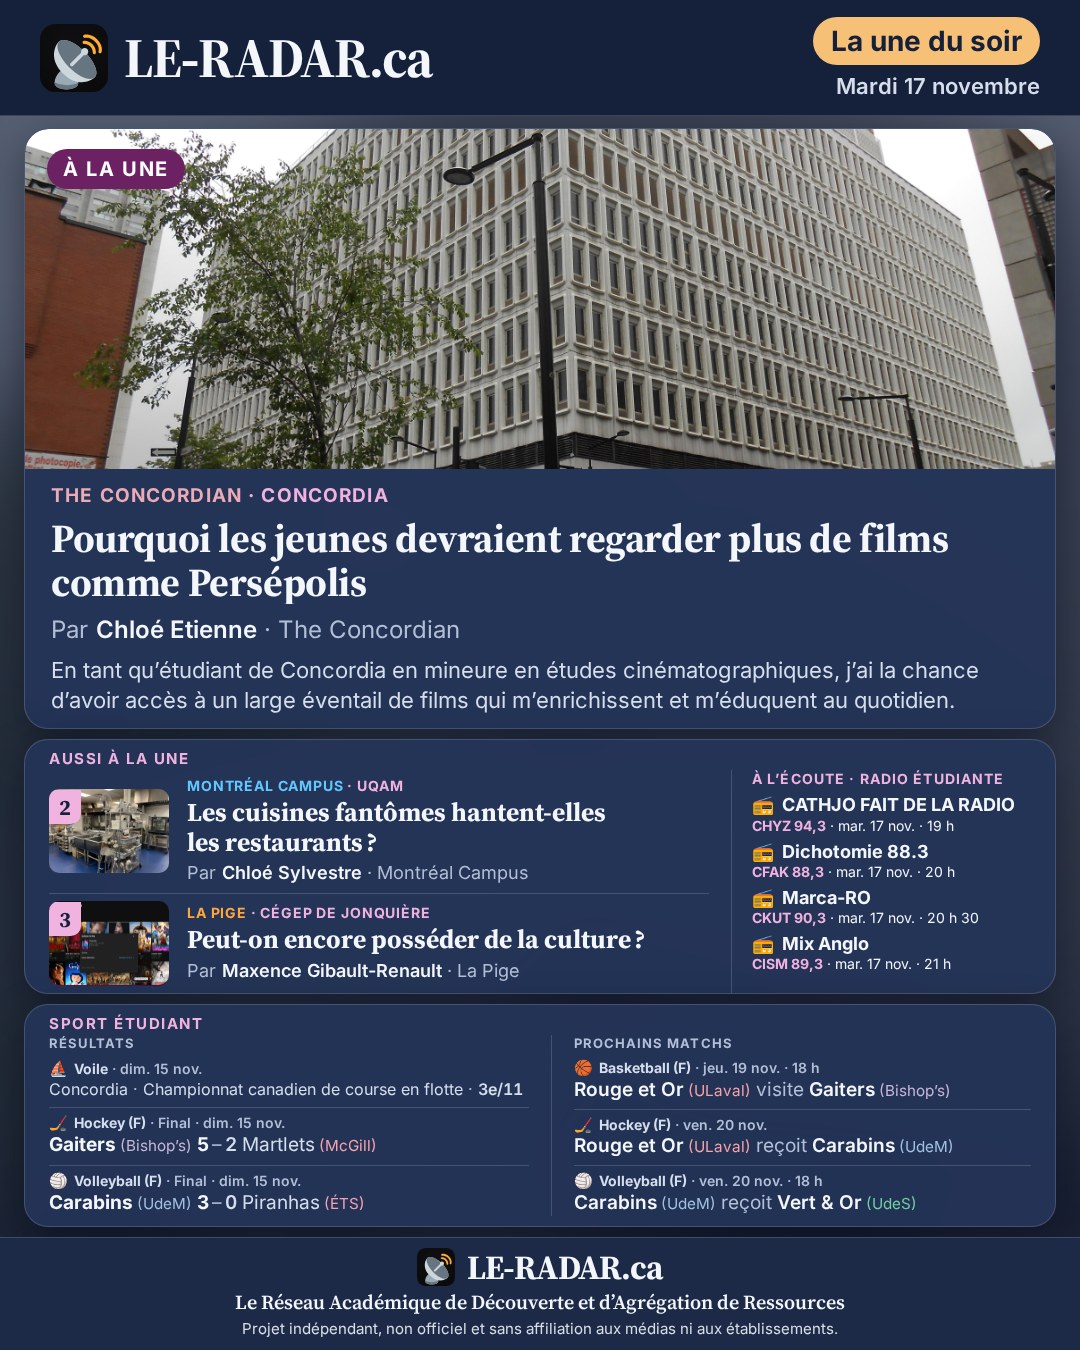 LE-RADAR.ca
La une du soir
Mardi 17 novembre
À LA UNE
e photocopie.
THE CONCORDIAN · CONCORDIA
Pourquoi les jeunes devraient regarder plus de films
comme Persépolis
Par Chloé Etienne · The Concordian
En tant qu’étudiant de Concordia en mineure en études cinématographiques, j’ai la chance
d’avoir accès à un large éventail de films qui m’enrichissent et m’éduquent au quotidien.
AUSSI À LA UNE
2
MONTRÉAL CAMPUS · UQAM
Les cuisines fantômes hantent-elles
les restaurants ?
Par Chloé Sylvestre · Montréal Campus
3
LA PIGE · CÉGEP DE JONQUIÈRE
Peut-on encore posséder de la culture ?
Par Maxence Gibault-Renault · La Pige
À L’ÉCOUTE · RADIO ÉTUDIANTE
CATHJO FAIT DE LA RADIO
CHYZ 94,3 · mar. 17 nov. · 19 h
Dichotomie 88.3
CFAK 88,3 · mar. 17 nov. · 20 h
Marca-RO
CKUT 90,3 · mar. 17 nov. · 20 h 30
Mix Anglo
CISM 89,3 · mar. 17 nov. · 21 h
SPORT ÉTUDIANT
RÉSULTATS
Voile · dim. 15 nov.
Concordia · Championnat canadien de course en flotte · 3e/11
Hockey (F) · Final · dim. 15 nov.
Gaiters (Bishop’s) 5 – 2 Martlets (McGill)
Volleyball (F) · Final · dim. 15 nov.
Carabins (UdeM) 3 – 0 Piranhas (ÉTS)
PROCHAINS MATCHS
Basketball (F) · jeu. 19 nov. · 18 h
Rouge et Or (ULaval) visite Gaiters (Bishop’s)
Hockey (F) · ven. 20 nov.
Rouge et Or (ULaval) reçoit Carabins (UdeM)
Volleyball (F) · ven. 20 nov. · 18 h
Carabins (UdeM) reçoit Vert & Or (UdeS)
LE-RADAR.ca
Le Réseau Académique de Découverte et d’Agrégation de Ressources
Projet indépendant, non officiel et sans affiliation aux médias ni aux établissements.